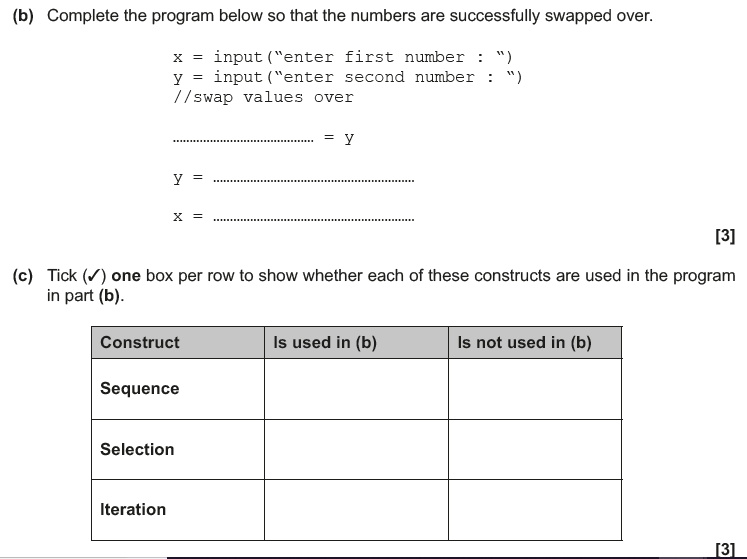 (b) Complete the program below so that the numbers are successfully swapped over.
x = input(“enter first number : “)
y = input(“enter second number : “)
//swap values over
.......................................... = y
y = ............................................................
x = ............................................................
[3]
(c) Tick (✓) one box per row to show whether each of these constructs are used in the program
in part (b).
Construct Is used in (b) Is not used in (b)
Sequence
Selection
Iteration
[3]